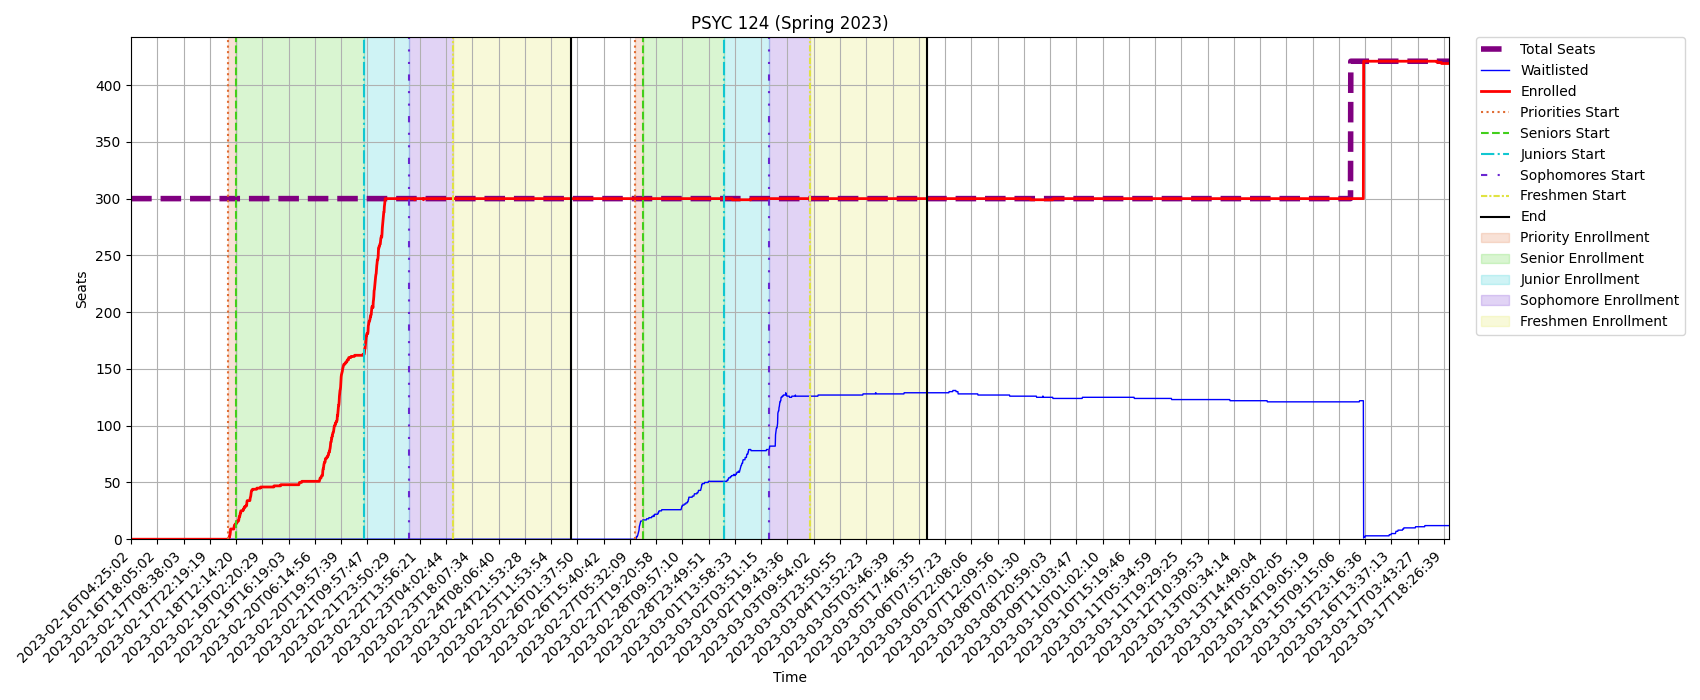 PSYC 124 (Spring 2023)
Seats
400
350
300
250
200
150
100
50
0
2023-02-16T04:25:02
2023-02-16T18:05:02
2023-02-17T08:38:03
2023-02-17T22:19:19
2023-02-18T12:14:20
2023-02-19T02:20:29
2023-02-19T16:19:03
2023-02-20T06:14:56
2023-02-20T19:57:39
2023-02-21T09:57:47
2023-02-21T23:50:29
2023-02-22T13:56:21
2023-02-23T04:02:44
2023-02-23T18:07:34
2023-02-24T08:06:40
2023-02-24T21:53:28
2023-02-25T11:53:54
2023-02-26T01:37:50
2023-02-26T15:40:42
2023-02-27T05:32:09
2023-02-27T19:20:58
2023-02-28T09:57:10
2023-02-28T23:49:51
2023-03-01T13:58:33
2023-03-02T03:51:15
2023-03-02T19:43:36
2023-03-03T09:54:02
2023-03-03T23:50:55
2023-03-04T13:52:23
2023-03-05T03:46:39
2023-03-05T17:46:35
2023-03-06T07:57:23
2023-03-06T22:08:06
2023-03-07T12:09:56
2023-03-08T07:01:30
2023-03-08T20:59:03
2023-03-09T11:03:47
2023-03-10T01:02:10
2023-03-10T15:19:46
2023-03-11T05:34:59
2023-03-11T19:29:25
2023-03-12T10:39:53
2023-03-13T00:34:14
2023-03-13T14:49:04
2023-03-14T05:02:05
2023-03-14T19:05:19
2023-03-15T09:15:06
2023-03-15T23:16:36
2023-03-16T13:37:13
2023-03-17T03:43:27
2023-03-17T18:26:39
Time
Total Seats
Waitlisted
Enrolled
Priorities Start
Seniors Start
Juniors Start
Sophomores Start
Freshmen Start
End
Priority Enrollment
Senior Enrollment
Junior Enrollment
Sophomore Enrollment
Freshmen Enrollment